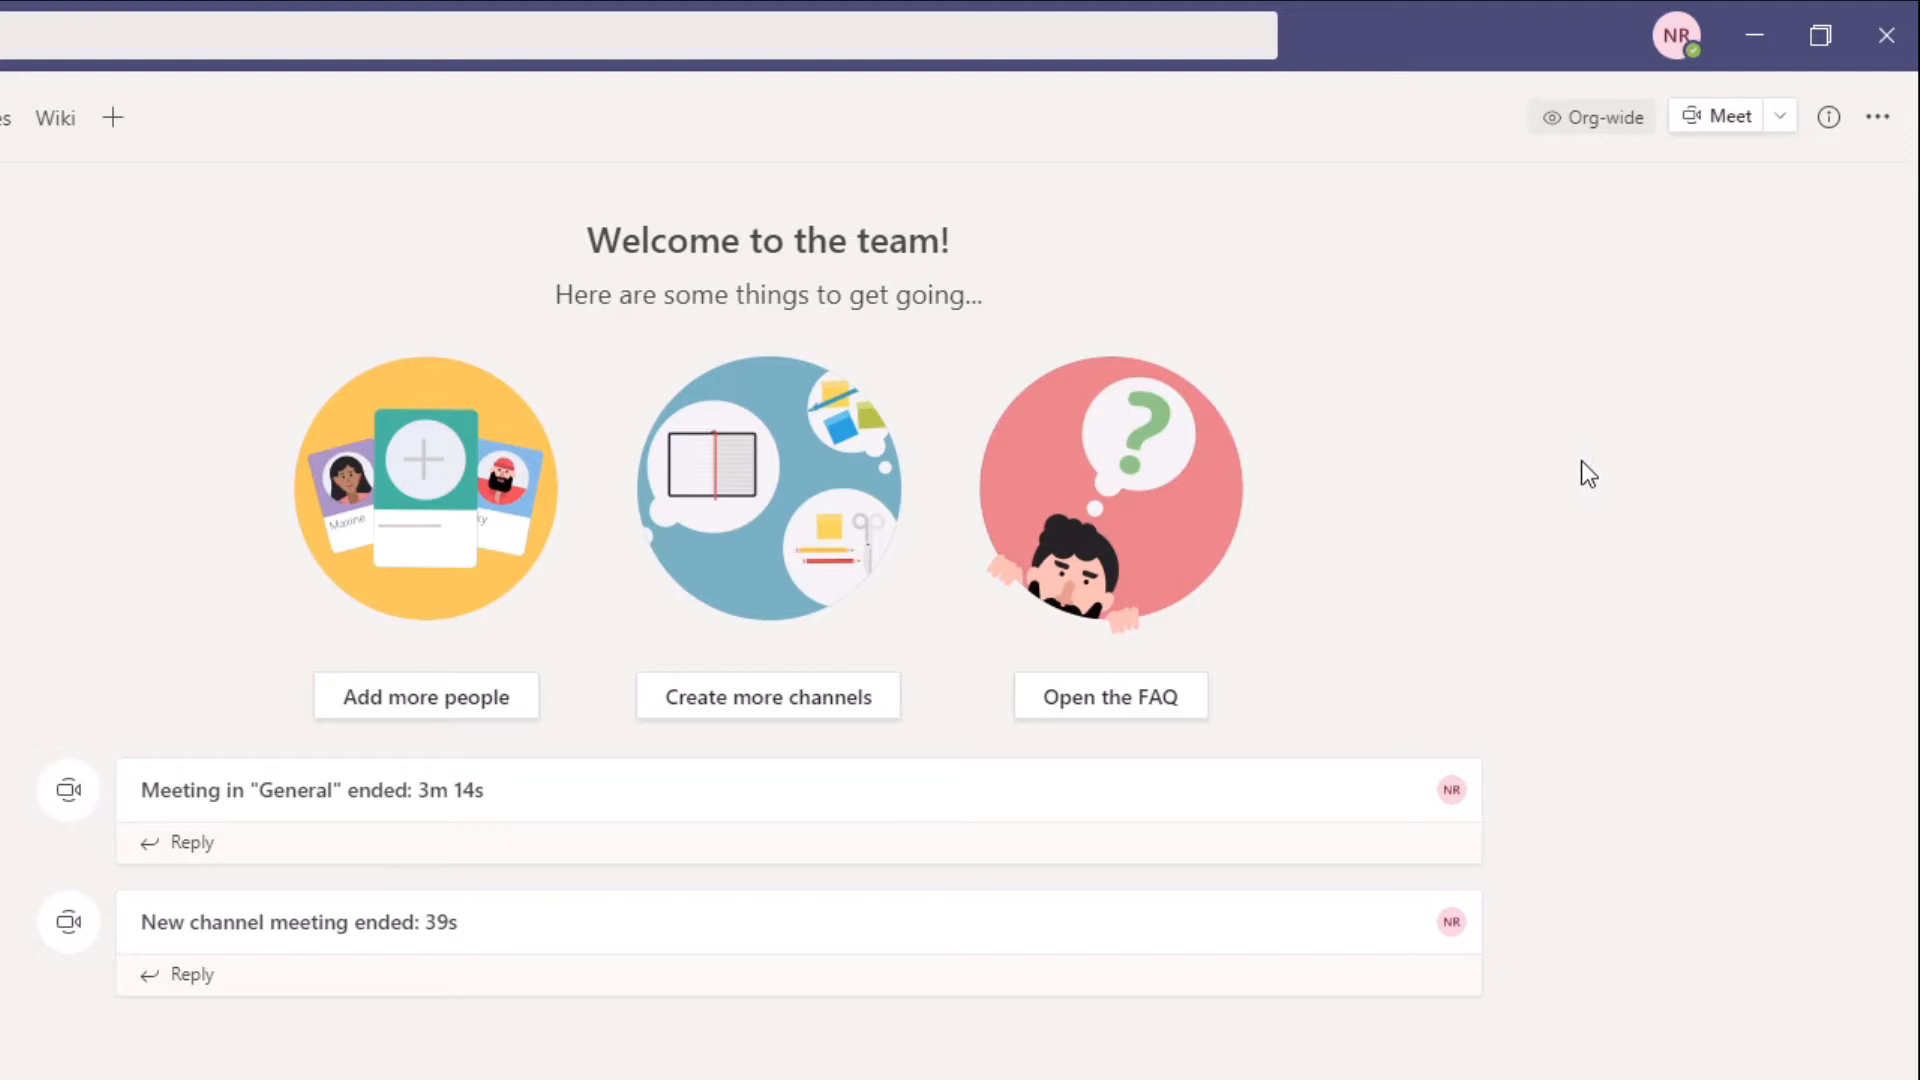 NR
es Wiki
Org-wide Meet
Welcome to the team!
Here are some things to get going...
Maxine ky
Add more people Create more channels Open the FAQ
Meeting in "General" ended: 3m 14s NR
Reply
New channel meeting ended: 39s NR
Reply